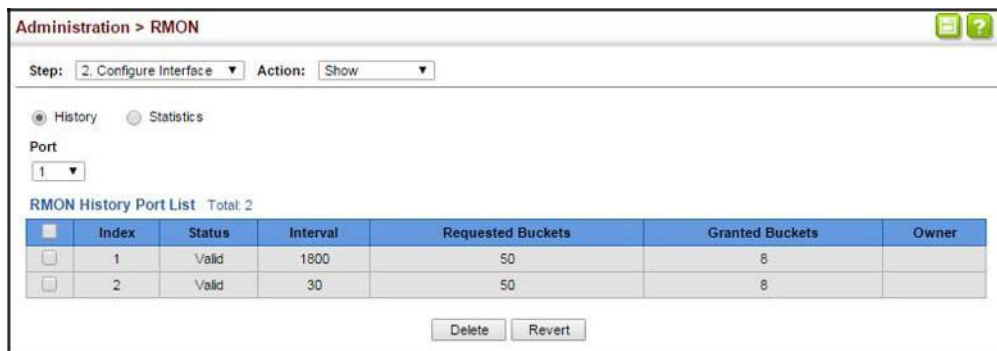 Administration > RMON
Step: 2. Configure Interface Action: Show
History Statistics
Port
1
RMON History Port List Total: 2
Index Status Interval Requested Buckets Granted Buckets Owner
1 Valid 1800 50 8
2 Valid 30 50 8
Delete Revert